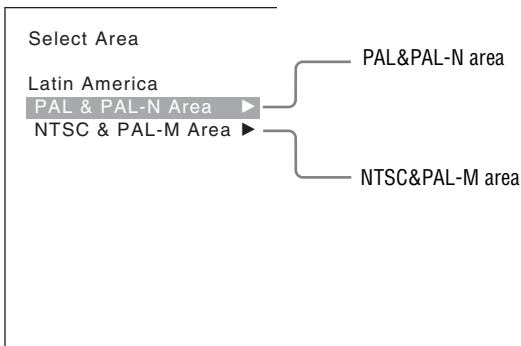 Select Area
Latin America
PAL & PAL-N Area ►
NTSC & PAL-M Area ►
PAL&PAL-N area
NTSC&PAL-M area